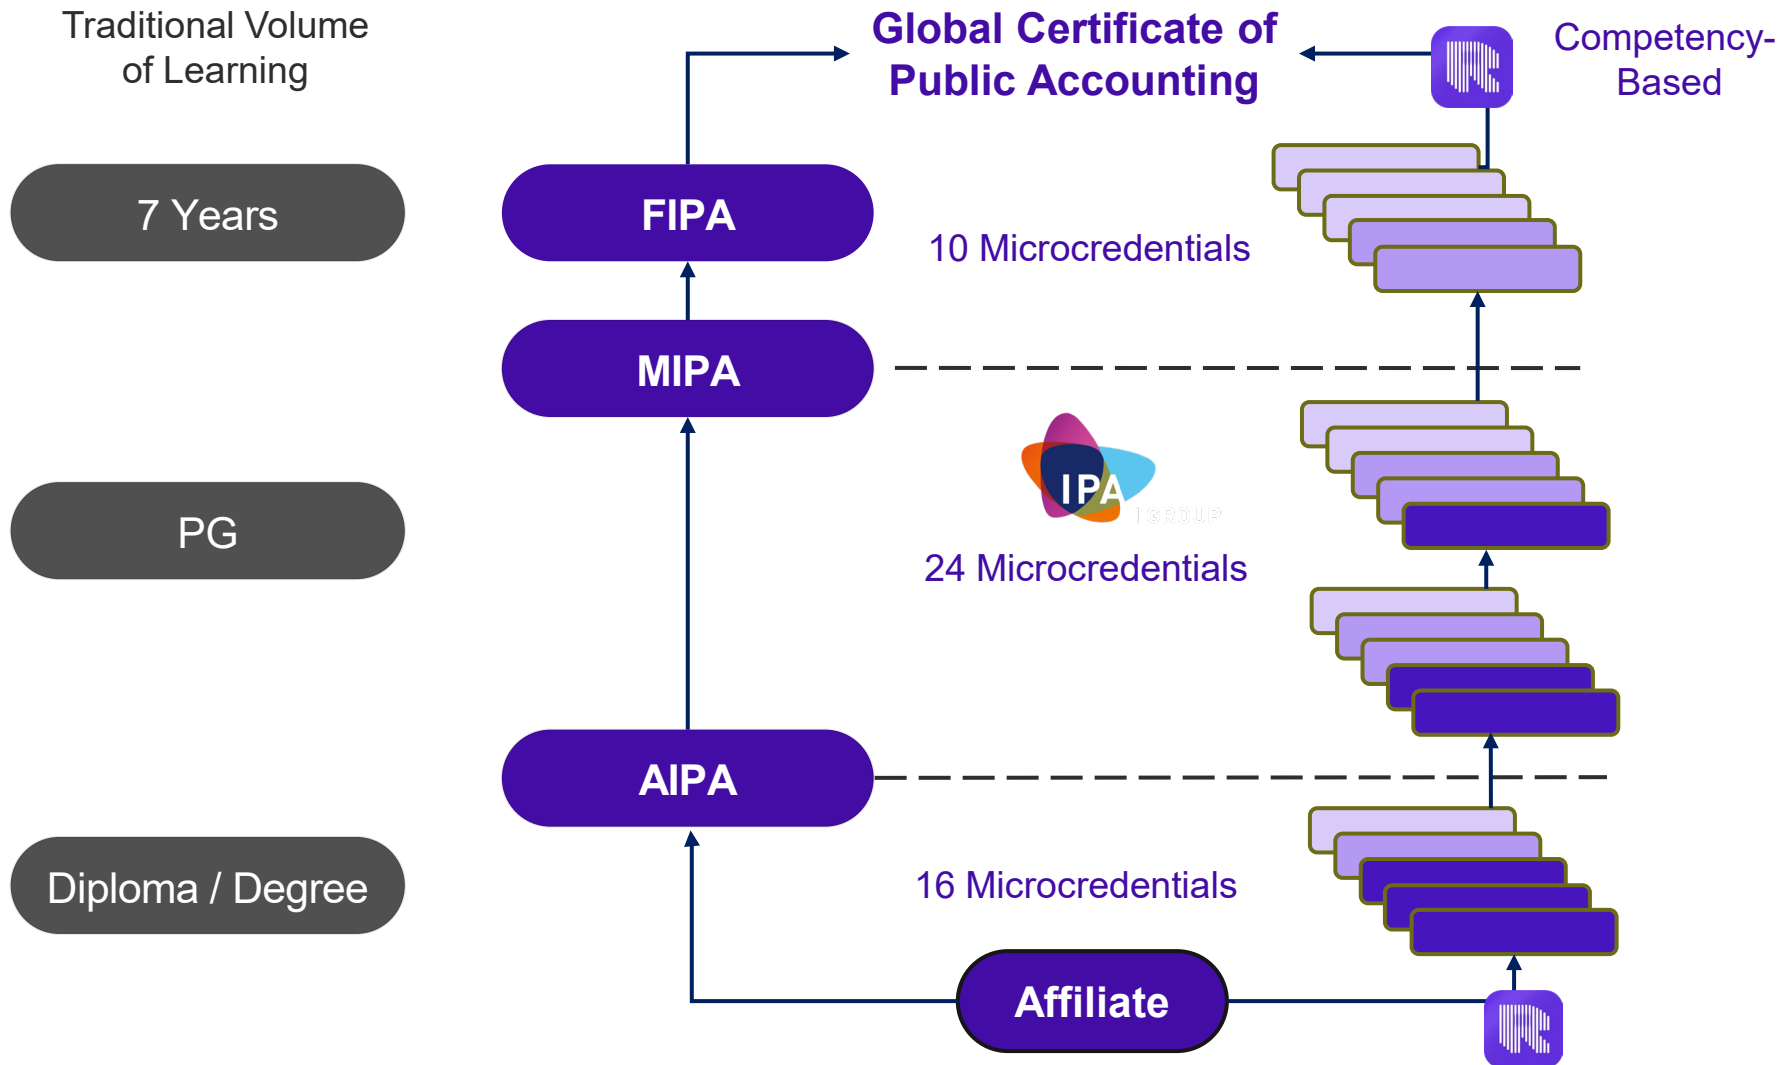 Traditional Volume
of Learning
Global Certificate of
Public Accounting
Competency-
Based
7 Years
FIPA
10 Microcredentials
MIPA
IPA
GROUP
PG
24 Microcredentials
AIPA
Diploma / Degree
16 Microcredentials
Affiliate